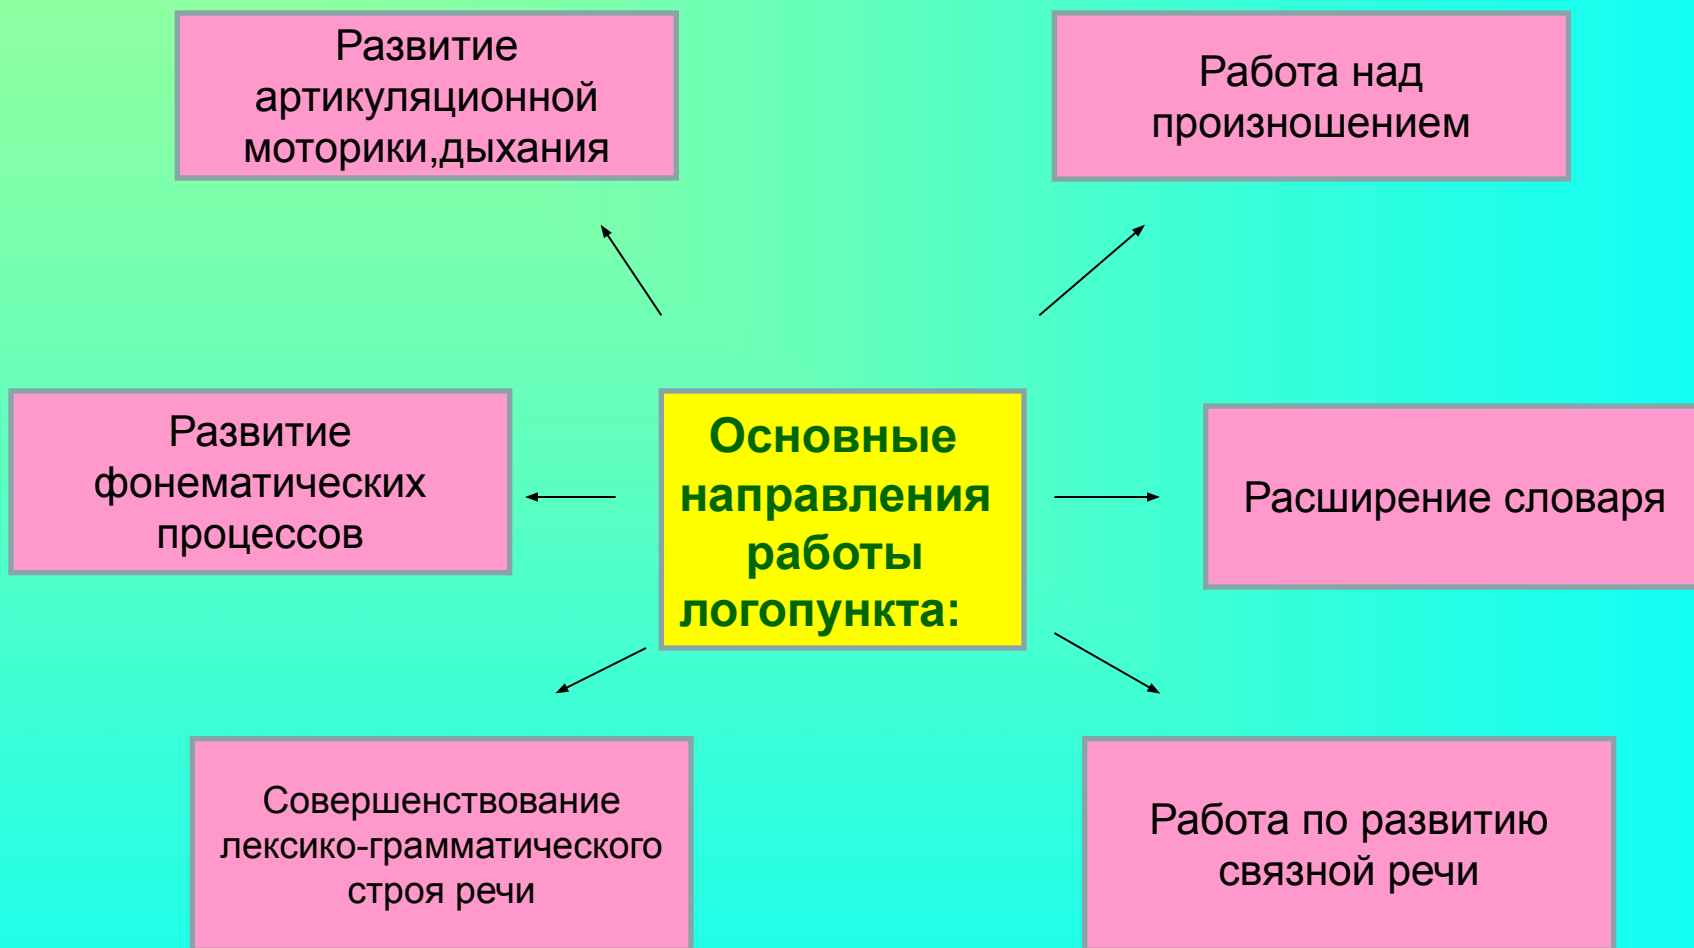 Развитие
артикуляционной
моторики,дыхания
Работа над
произношением
Развитие
фонематических
процессов
Основные
направления
работы
логопункта:
Расширение словаря
Совершенствование
лексико-грамматического
строя речи
Работа по развитию
связной речи